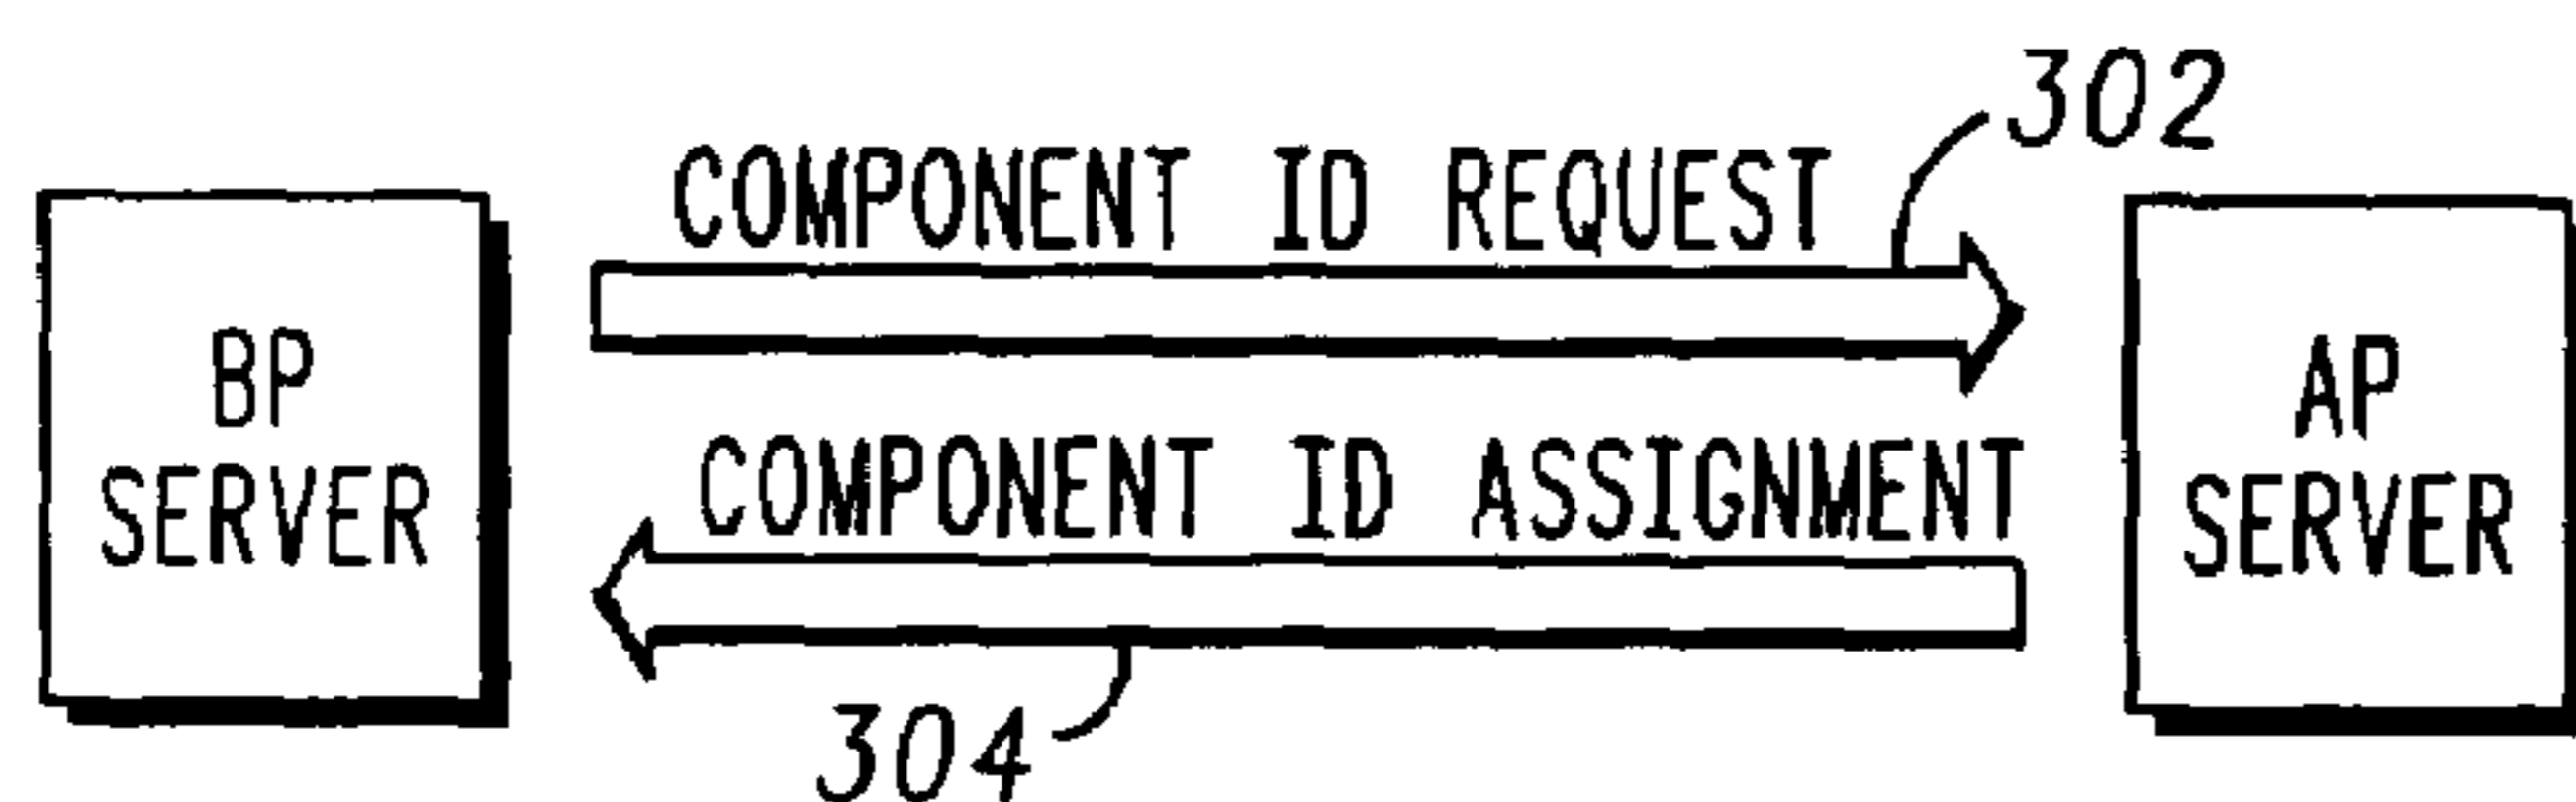 302
COMPONENT ID REQUEST
BP
SERVER
COMPONENT ID ASSIGNMENT
AP
SERVER
304